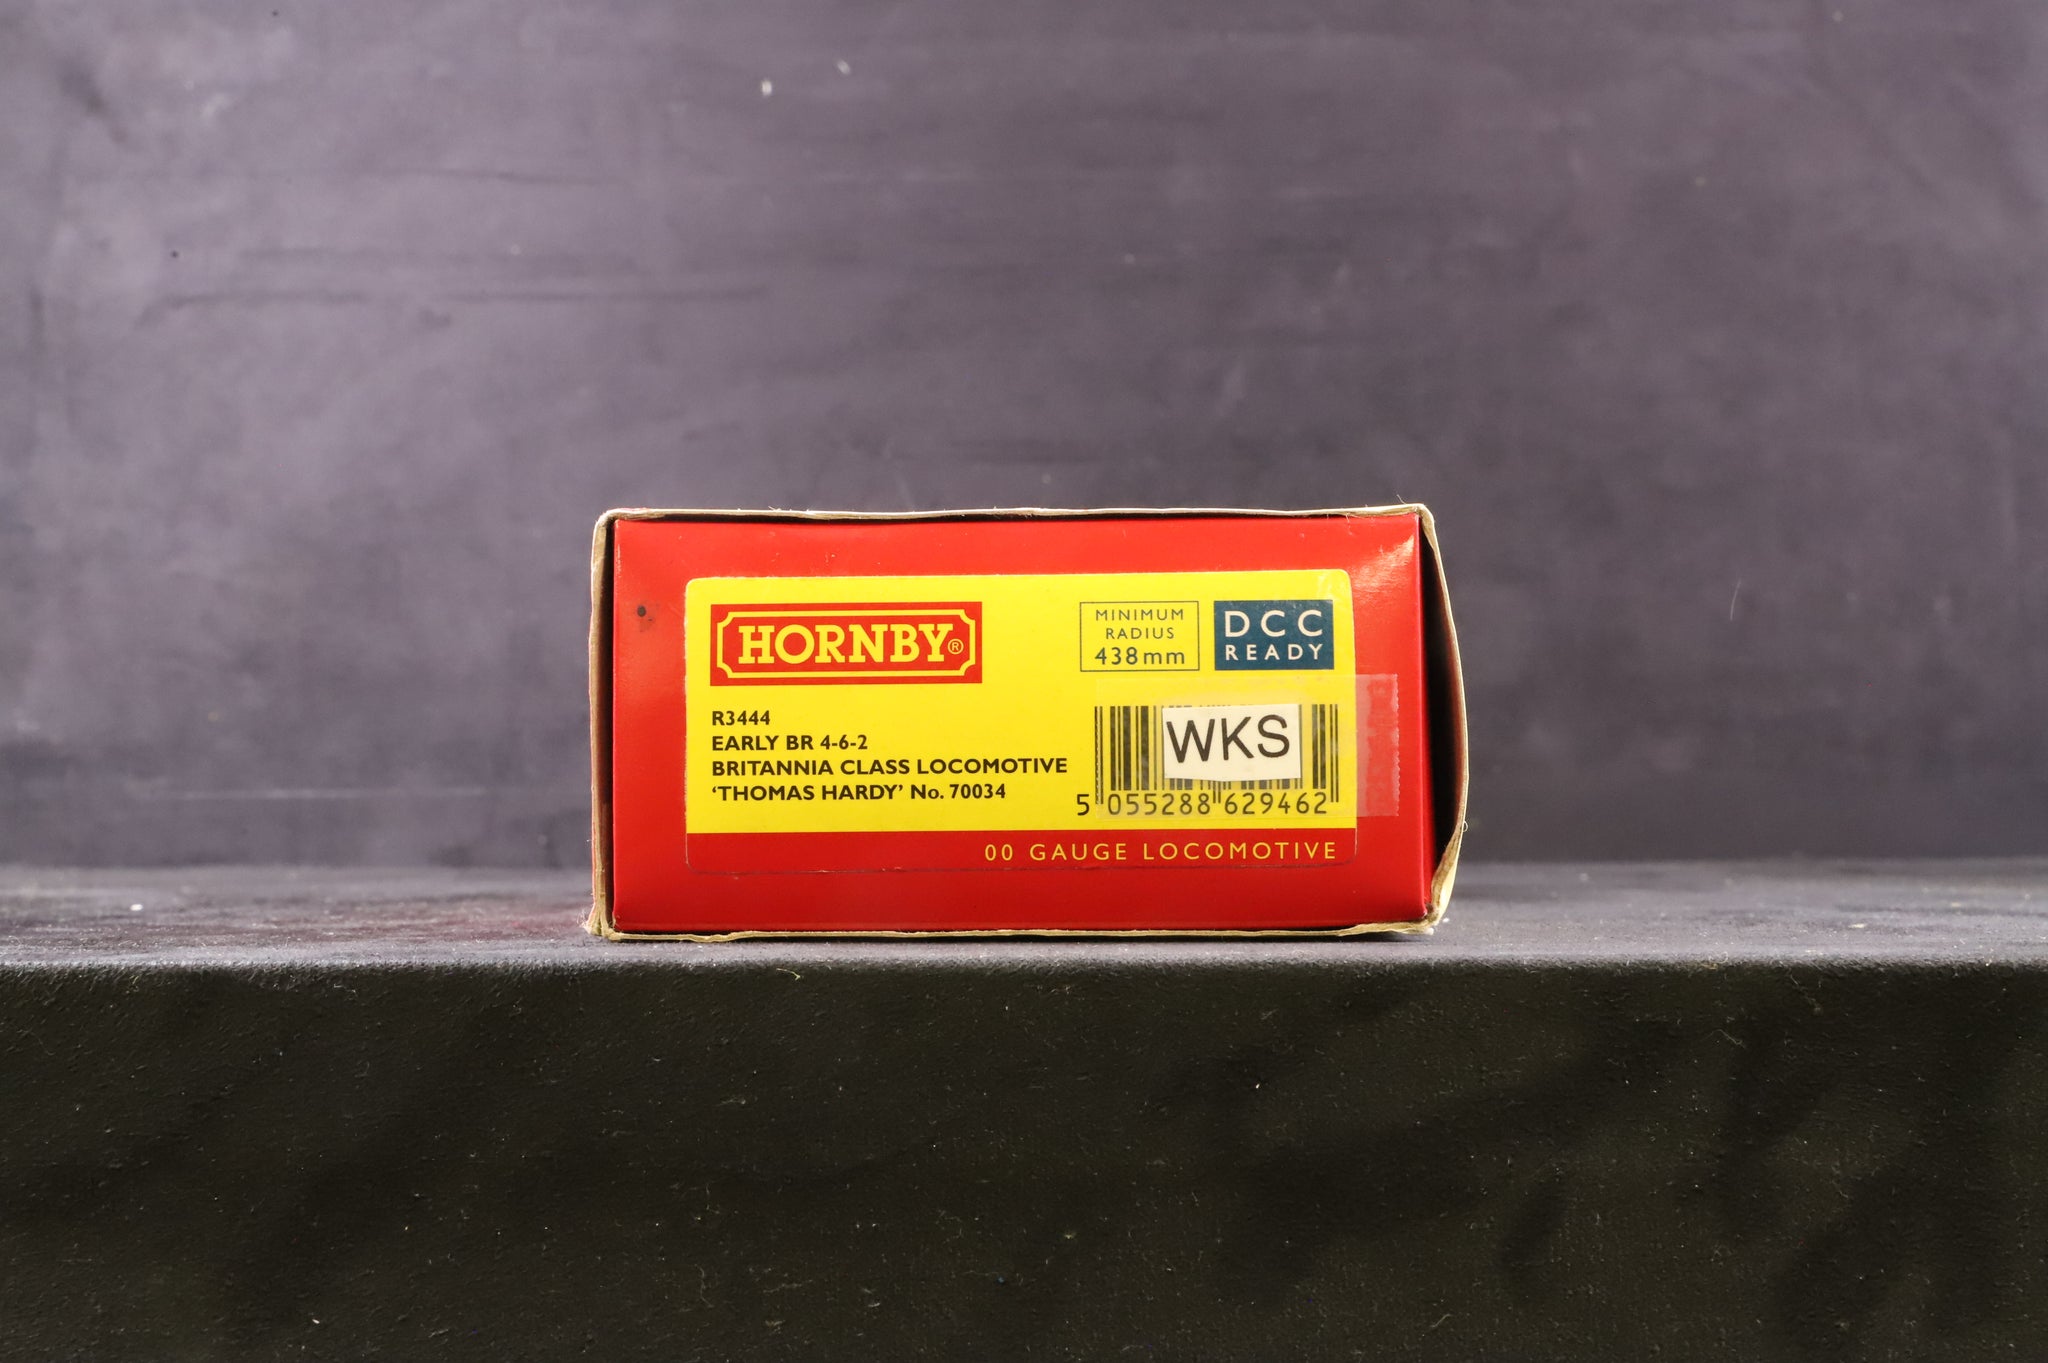 HORNBY®
MINIMUM
RADIUS
438mm
DCC
READY
R3444
EARLY BR 4-6-2
BRITANNIA CLASS LOCOMOTIVE
‘THOMAS HARDY’ No. 70034
WKS
5 055288 629462
00 GAUGE LOCOMOTIVE